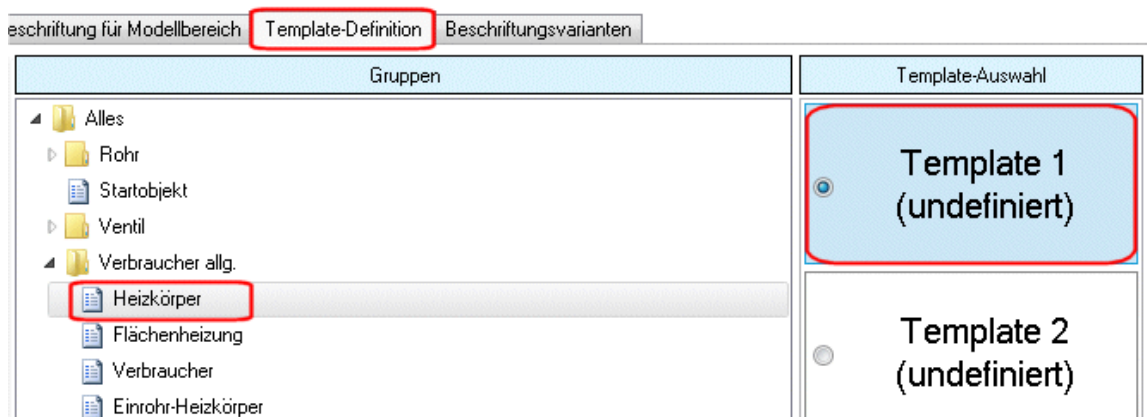 eschriftung für Modellbereich Template-Definition Beschriftungsvarianten
Gruppen Template-Auswahl
Alles
Rohr
Startobjekt
Ventil
Verbraucher allg.
Heizkörper
Flächenheizung
Verbraucher
Einrohr-Heizkörper
Template 1
(undefiniert)
Template 2
(undefiniert)